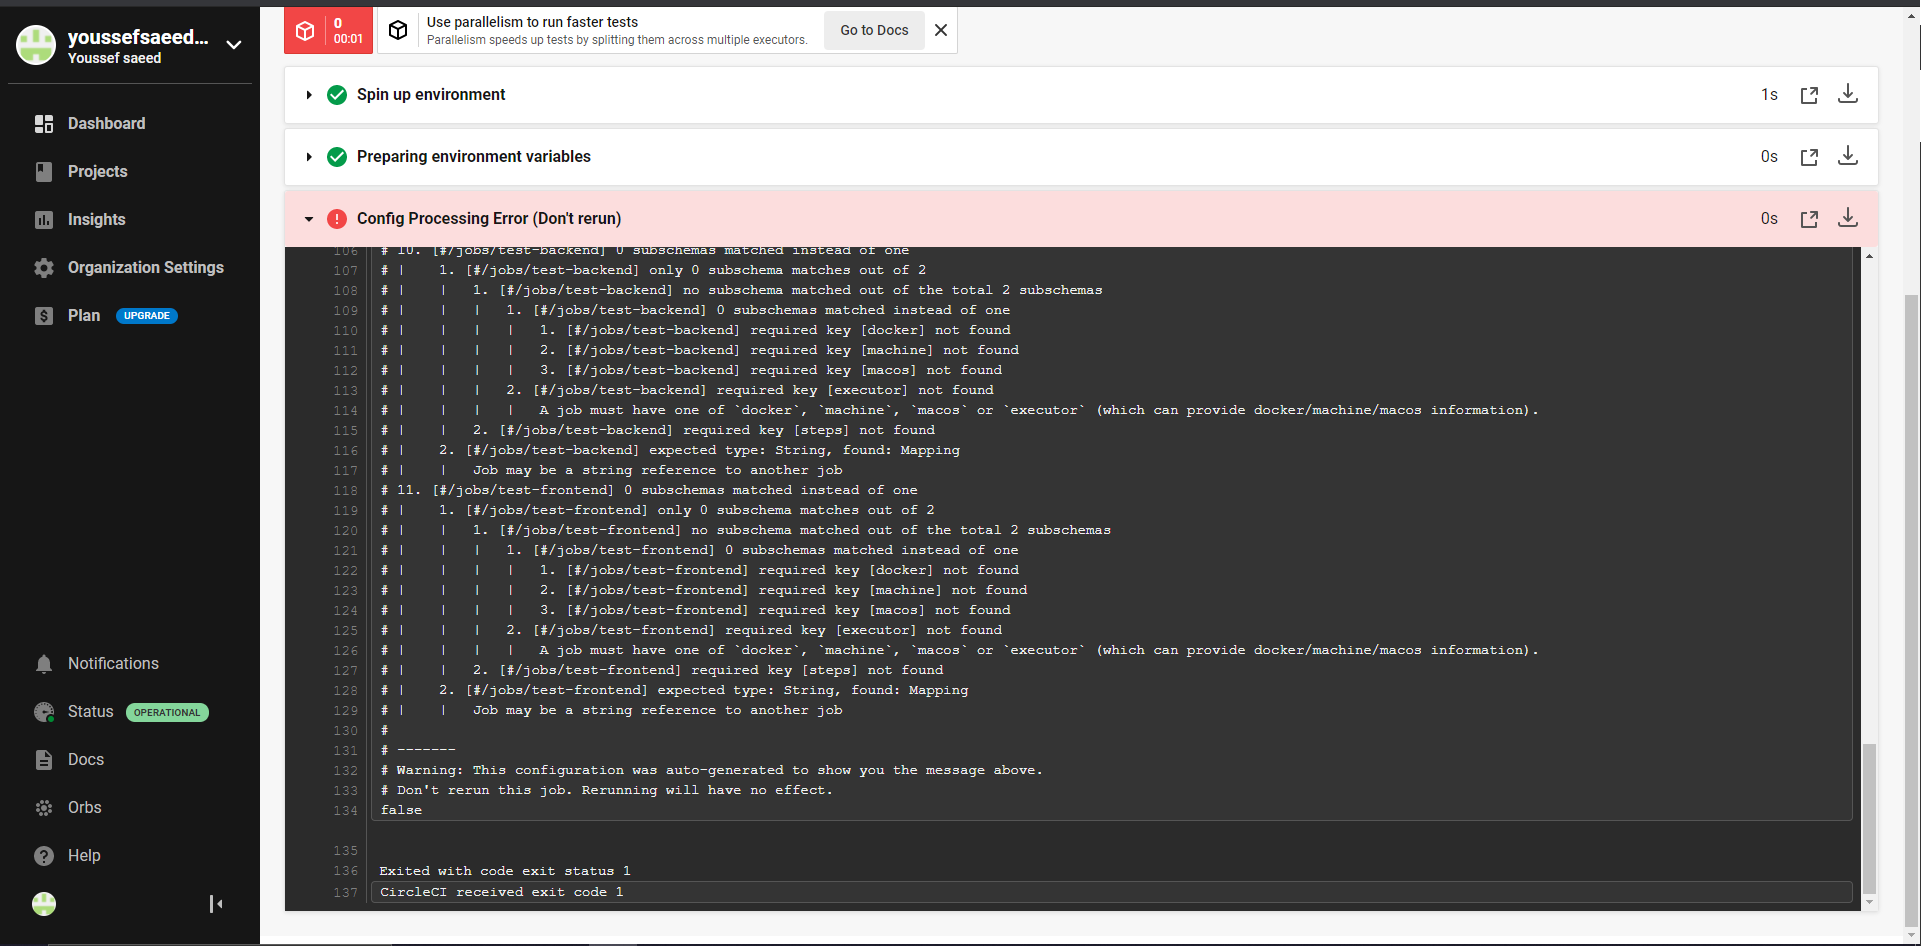 youssefsaeed...
Youssef saeed
Dashboard
Projects
Insights
Organization Settings
Plan UPGRADE
Notifications
Status OPERATIONAL
Docs
Orbs
Help
0
00:01
Use parallelism to run faster tests
Parallelism speeds up tests by splitting them across multiple executors.
Go to Docs
Spin up environment 1s
Preparing environment variables 0s
Config Processing Error (Don't rerun) 0s
106 # 10. [#/jobs/test-backend] 0 subschemas matched instead of one
107 # |    1. [#/jobs/test-backend] only 0 subschema matches out of 2
108 # |    |   1. [#/jobs/test-backend] no subschema matched out of the total 2 subschemas
109 # |    |   |   1. [#/jobs/test-backend] 0 subschemas matched instead of one
110 # |    |   |   |   1. [#/jobs/test-backend] required key [docker] not found
111 # |    |   |   |   2. [#/jobs/test-backend] required key [machine] not found
112 # |    |   |   |   3. [#/jobs/test-backend] required key [macos] not found
113 # |    |   |   2. [#/jobs/test-backend] required key [executor] not found
114 # |    |   |   |   A job must have one of `docker`, `machine`, `macos` or `executor` (which can provide docker/machine/macos information).
115 # |    |   2. [#/jobs/test-backend] required key [steps] not found
116 # |    2. [#/jobs/test-backend] expected type: String, found: Mapping
117 # |    |   Job may be a string reference to another job
118 # 11. [#/jobs/test-frontend] 0 subschemas matched instead of one
119 # |    1. [#/jobs/test-frontend] only 0 subschema matches out of 2
120 # |    |   1. [#/jobs/test-frontend] no subschema matched out of the total 2 subschemas
121 # |    |   |   1. [#/jobs/test-frontend] 0 subschemas matched instead of one
122 # |    |   |   |   1. [#/jobs/test-frontend] required key [docker] not found
123 # |    |   |   |   2. [#/jobs/test-frontend] required key [machine] not found
124 # |    |   |   |   3. [#/jobs/test-frontend] required key [macos] not found
125 # |    |   |   2. [#/jobs/test-frontend] required key [executor] not found
126 # |    |   |   |   A job must have one of `docker`, `machine`, `macos` or `executor` (which can provide docker/machine/macos information).
127 # |    |   2. [#/jobs/test-frontend] required key [steps] not found
128 # |    2. [#/jobs/test-frontend] expected type: String, found: Mapping
129 # |    |   Job may be a string reference to another job
130 #
131 # -------
132 # Warning: This configuration was auto-generated to show you the message above.
133 # Don't rerun this job. Rerunning will have no effect.
134 false
135
136 Exited with code exit status 1
137 CircleCI received exit code 1